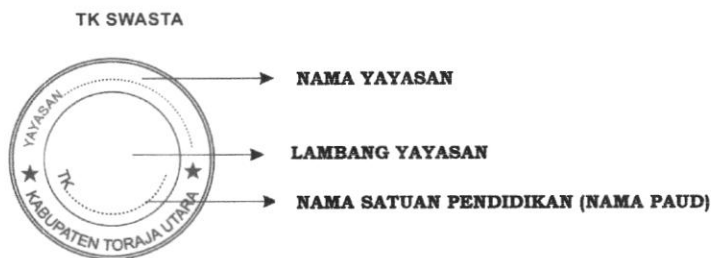 TK SWASTA
NAMA YAYASAN
YAYASAN
LAMBANG YAYASAN
TK
NAMA SATUAN PENDIDIKAN (NAMA PAUD)
KABUPATEN TORAJA UTARA